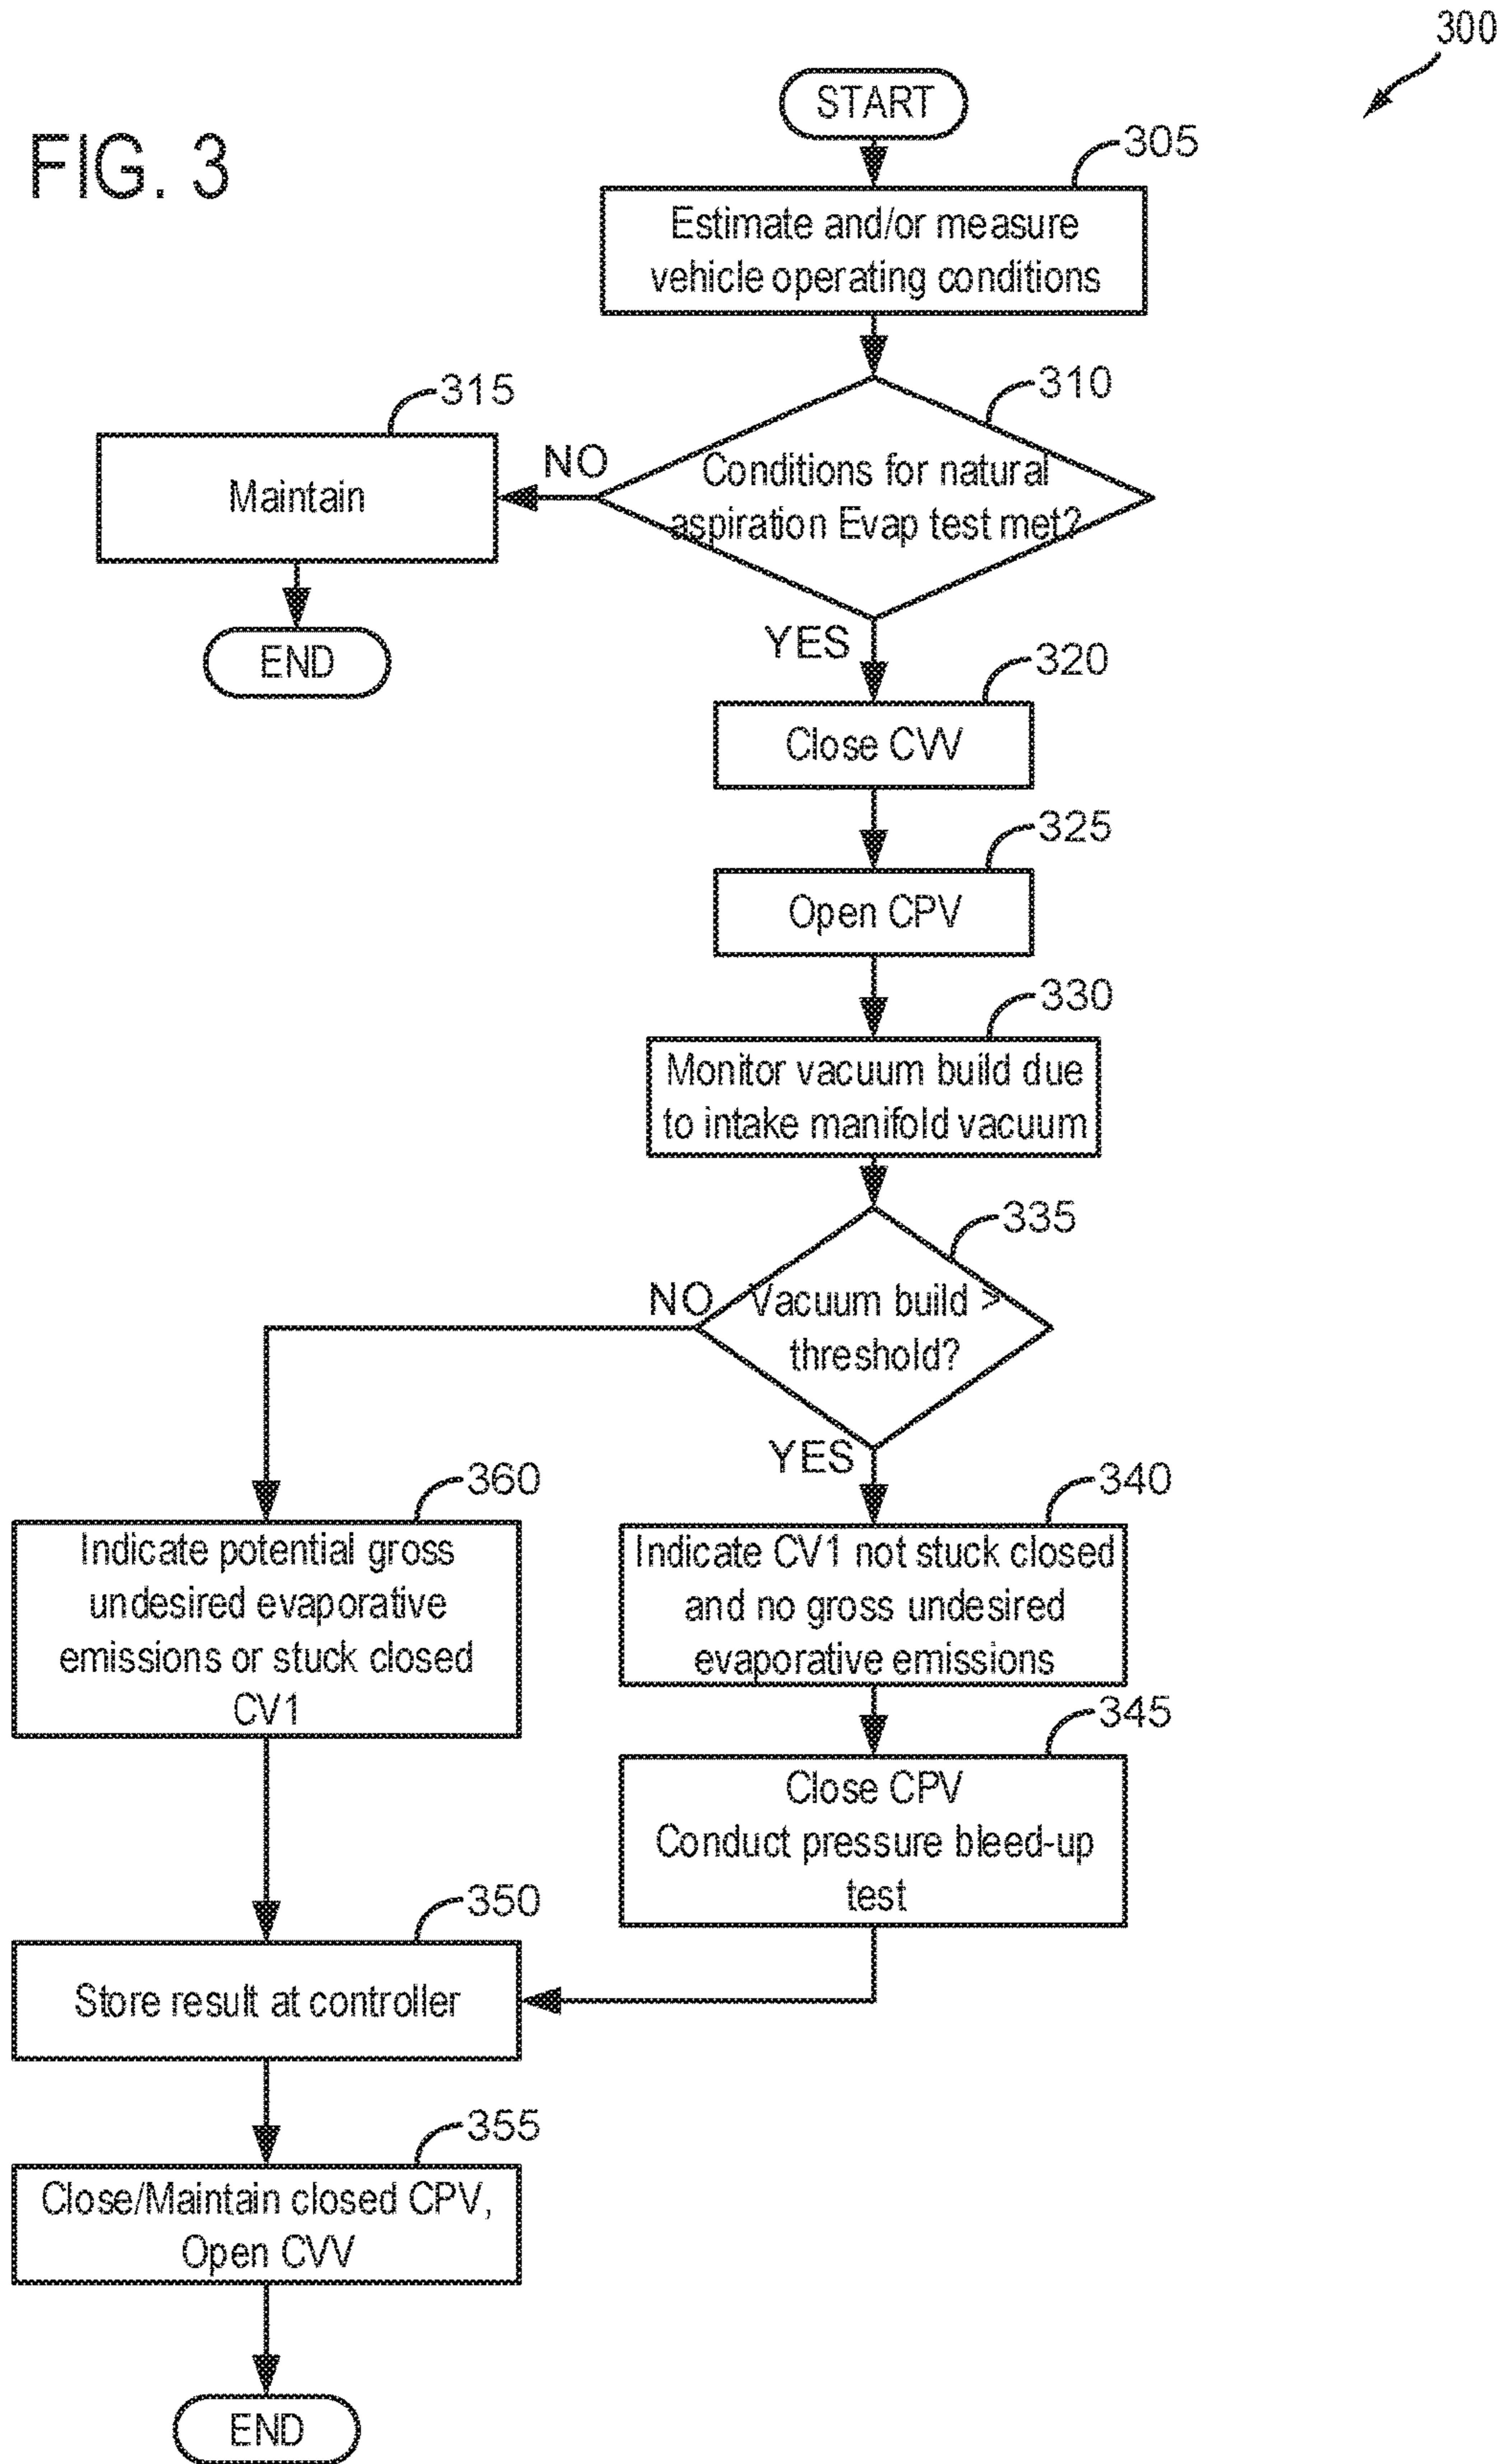 300
FIG. 3
START
305
Estimate and/or measure
vehicle operating conditions
310
Conditions for natural
aspiration Evap test met?
NO
315
Maintain
END
YES
320
Close CVV
325
Open CPV
330
Monitor vacuum build due
to intake manifold vacuum
335
Vacuum build >
threshold?
NO
YES
360
Indicate potential gross
undesired evaporative
emissions or stuck closed
CV1
340
Indicate CV1 not stuck closed
and no gross undesired
evaporative emissions
345
Close CPV
Conduct pressure bleed-up
test
350
Store result at controller
355
Close/Maintain closed CPV,
Open CVV
END